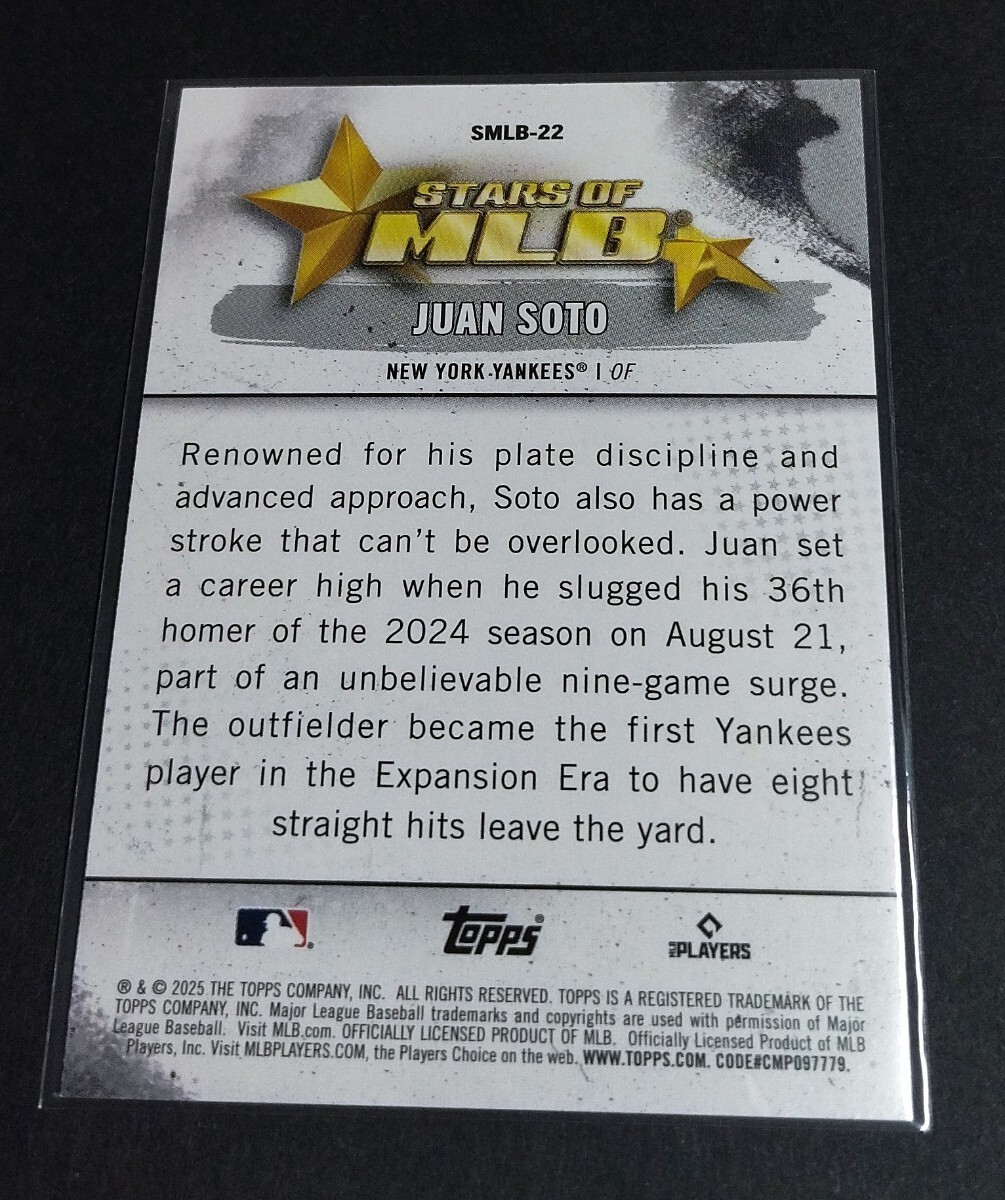 SMLB-22
STARS OF
MLB®
JUAN SOTO
NEW YORK YANKEES® | OF
Renowned for his plate discipline and
advanced approach, Soto also has a power
stroke that can't be overlooked. Juan set
a career high when he slugged his 36th
homer of the 2024 season on August 21,
part of an unbelievable nine-game surge.
The outfielder became the first Yankees
player in the Expansion Era to have eight
straight hits leave the yard.
topps®
MLB PLAYERS
® & © 2025 THE TOPPS COMPANY, INC. ALL RIGHTS RESERVED. TOPPS IS A REGISTERED TRADEMARK OF THE
TOPPS COMPANY, INC. Major League Baseball trademarks and copyrights are used with permission of Major
League Baseball. Visit MLB.com. OFFICIALLY LICENSED PRODUCT OF MLB. Officially Licensed Product of MLB
Players, Inc. Visit MLBPLAYERS.COM, the Players Choice on the web. WWW.TOPPS.COM. CODE#CMP097779.